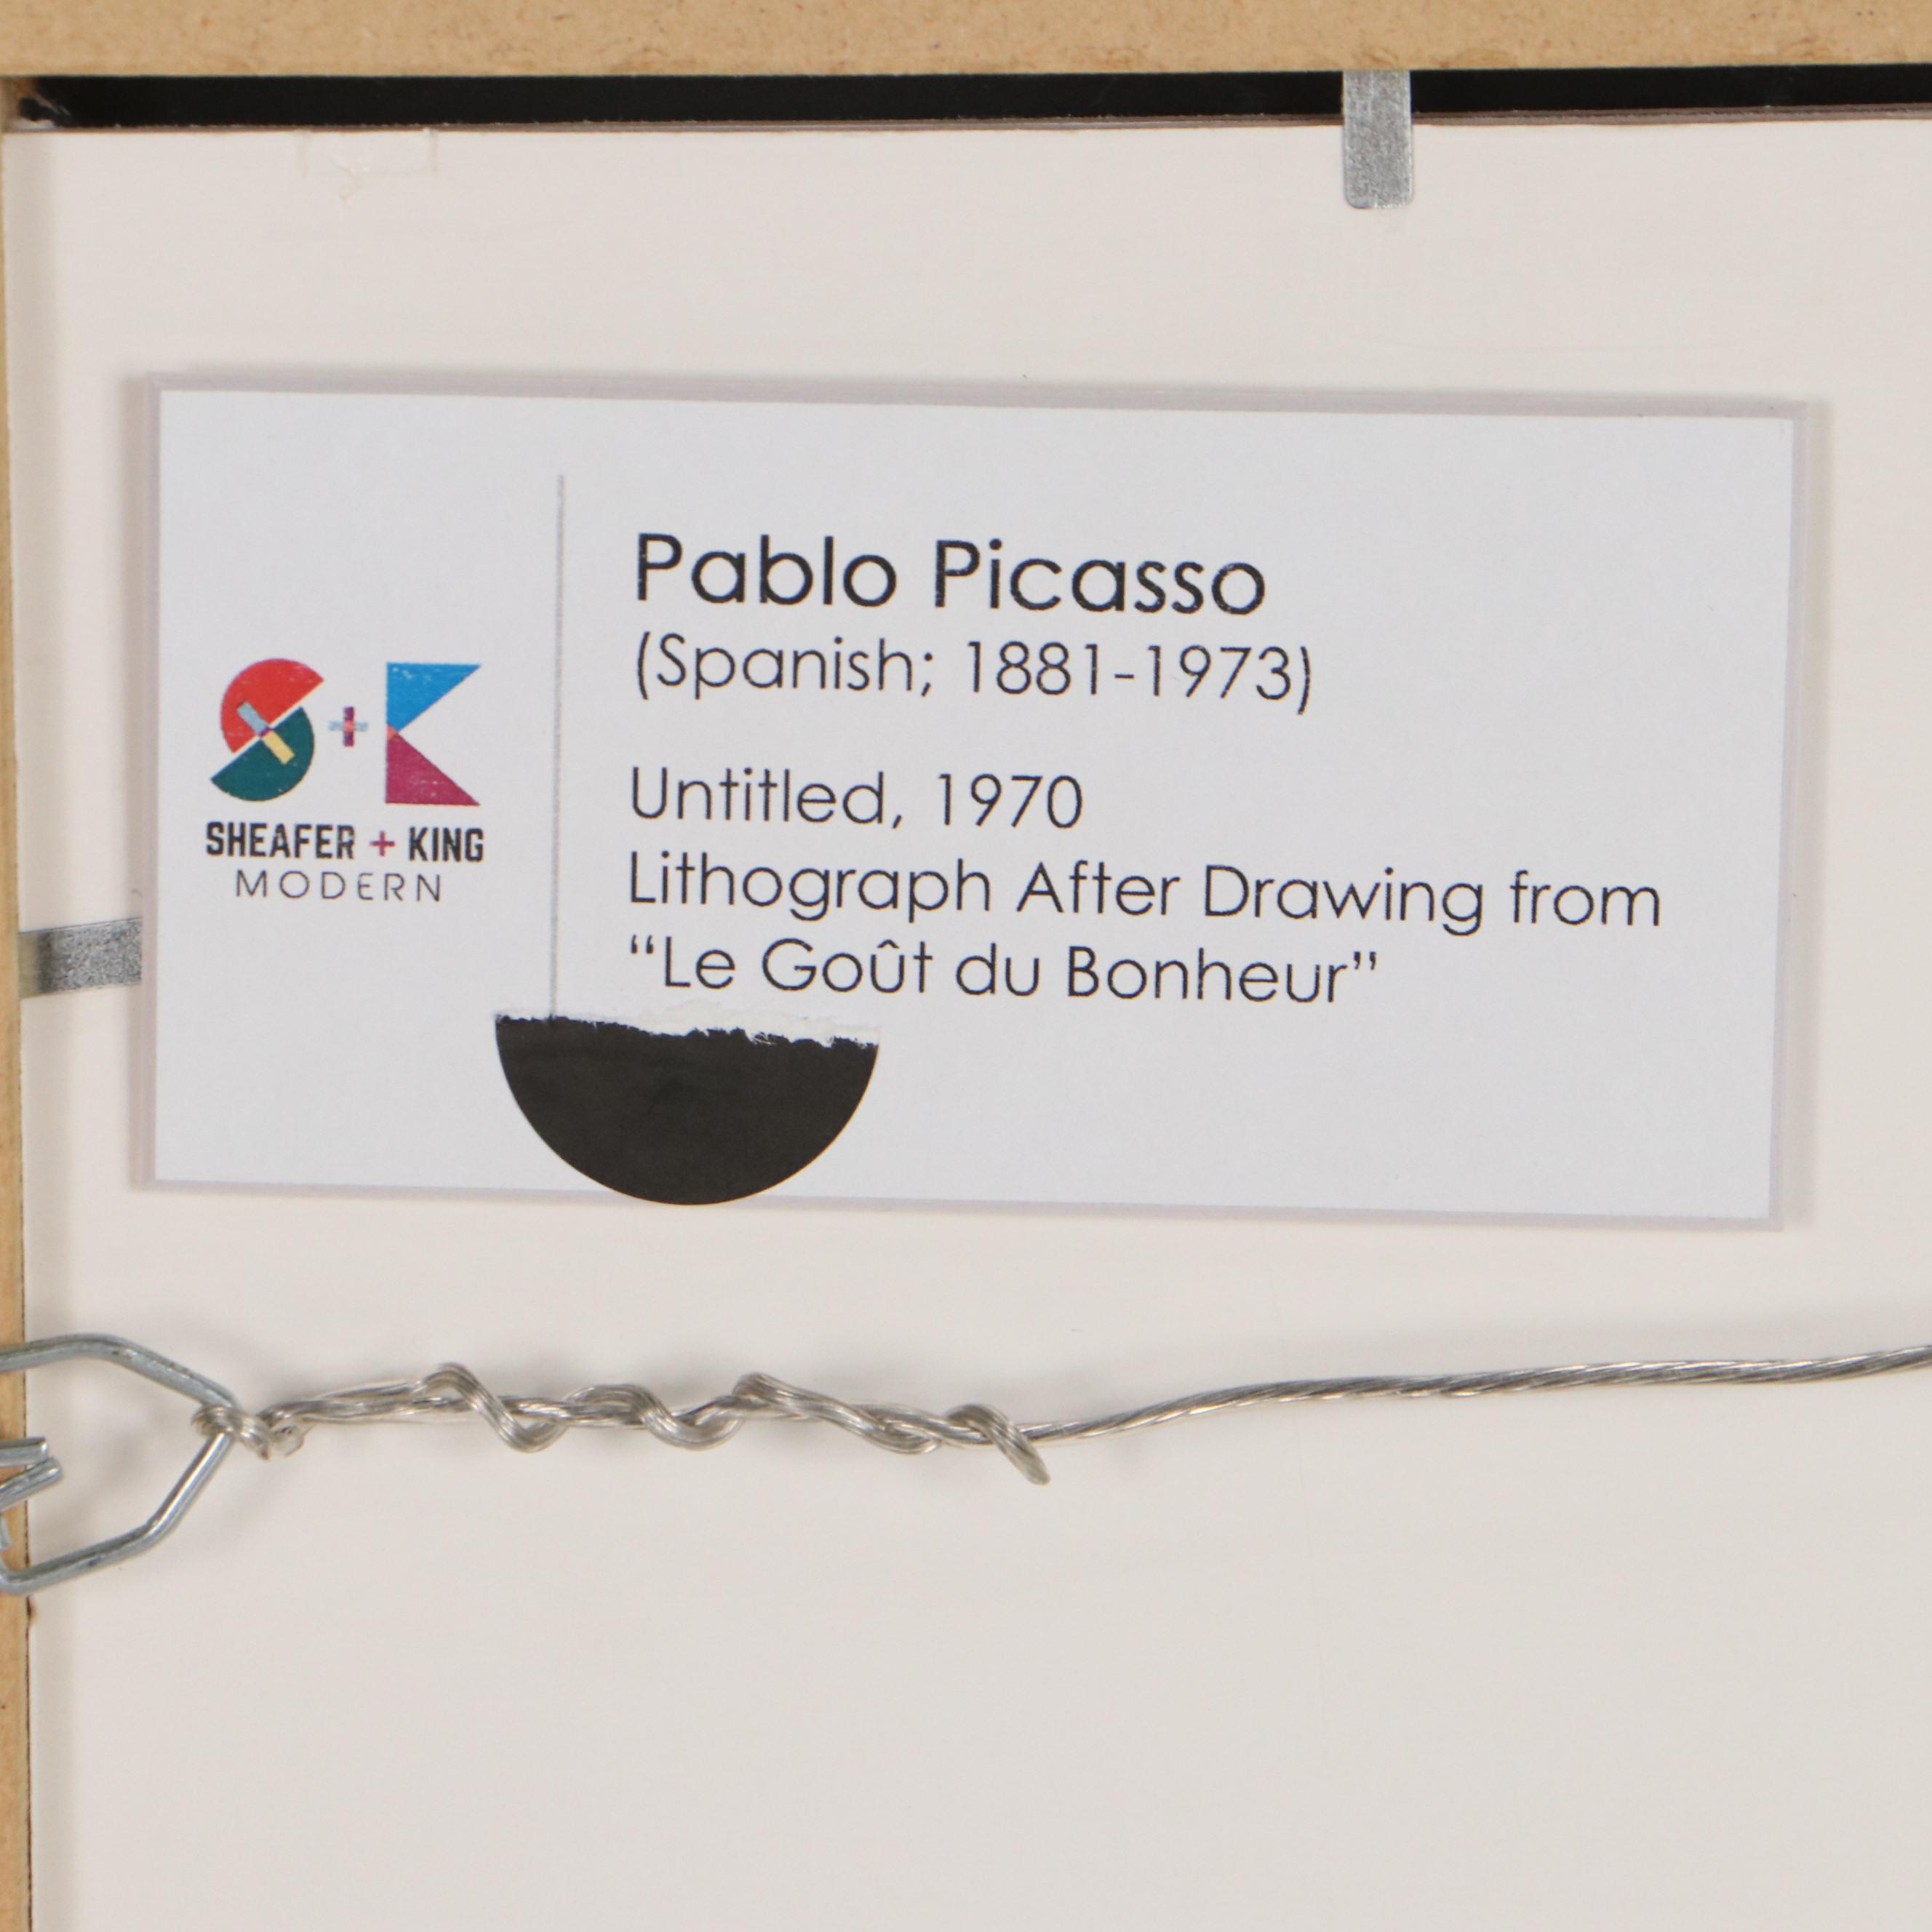 S+K
SHEAFER + KING
MODERN
Pablo Picasso
(Spanish; 1881-1973)
Untitled, 1970
Lithograph After Drawing from
“Le Goût du Bonheur”